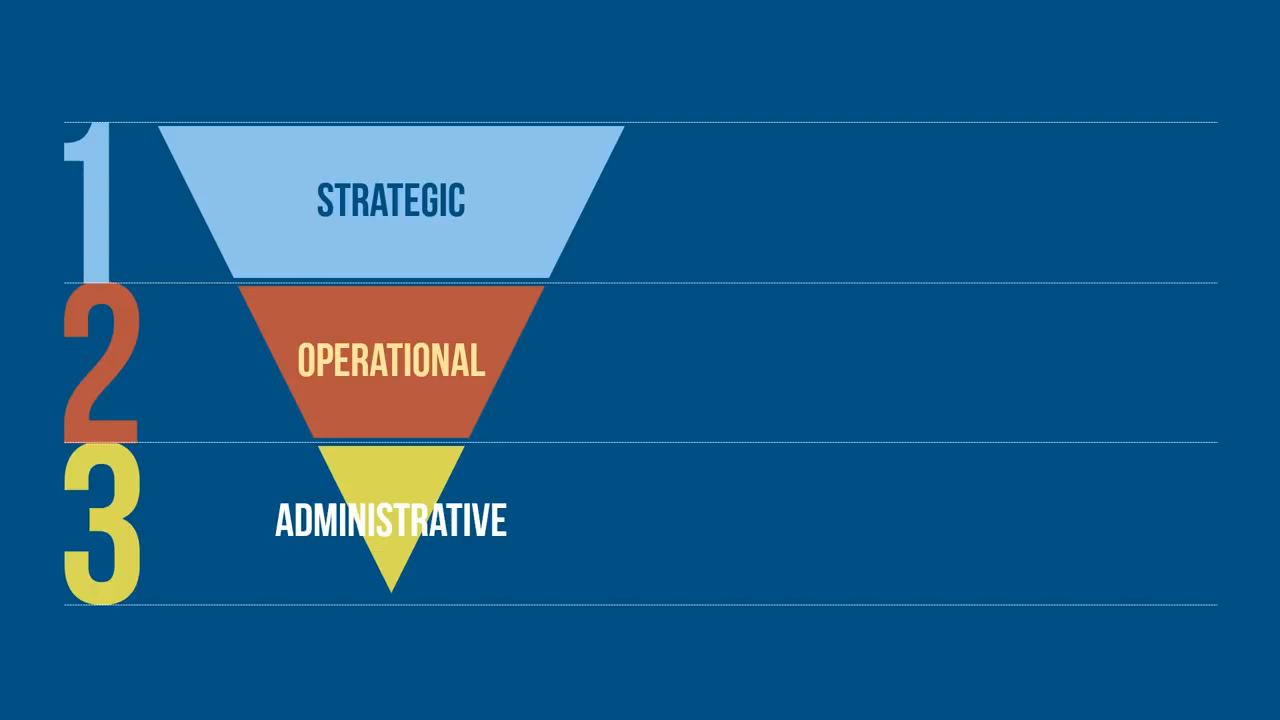 1
STRATEGIC
2
OPERATIONAL
3
ADMINISTRATIVE